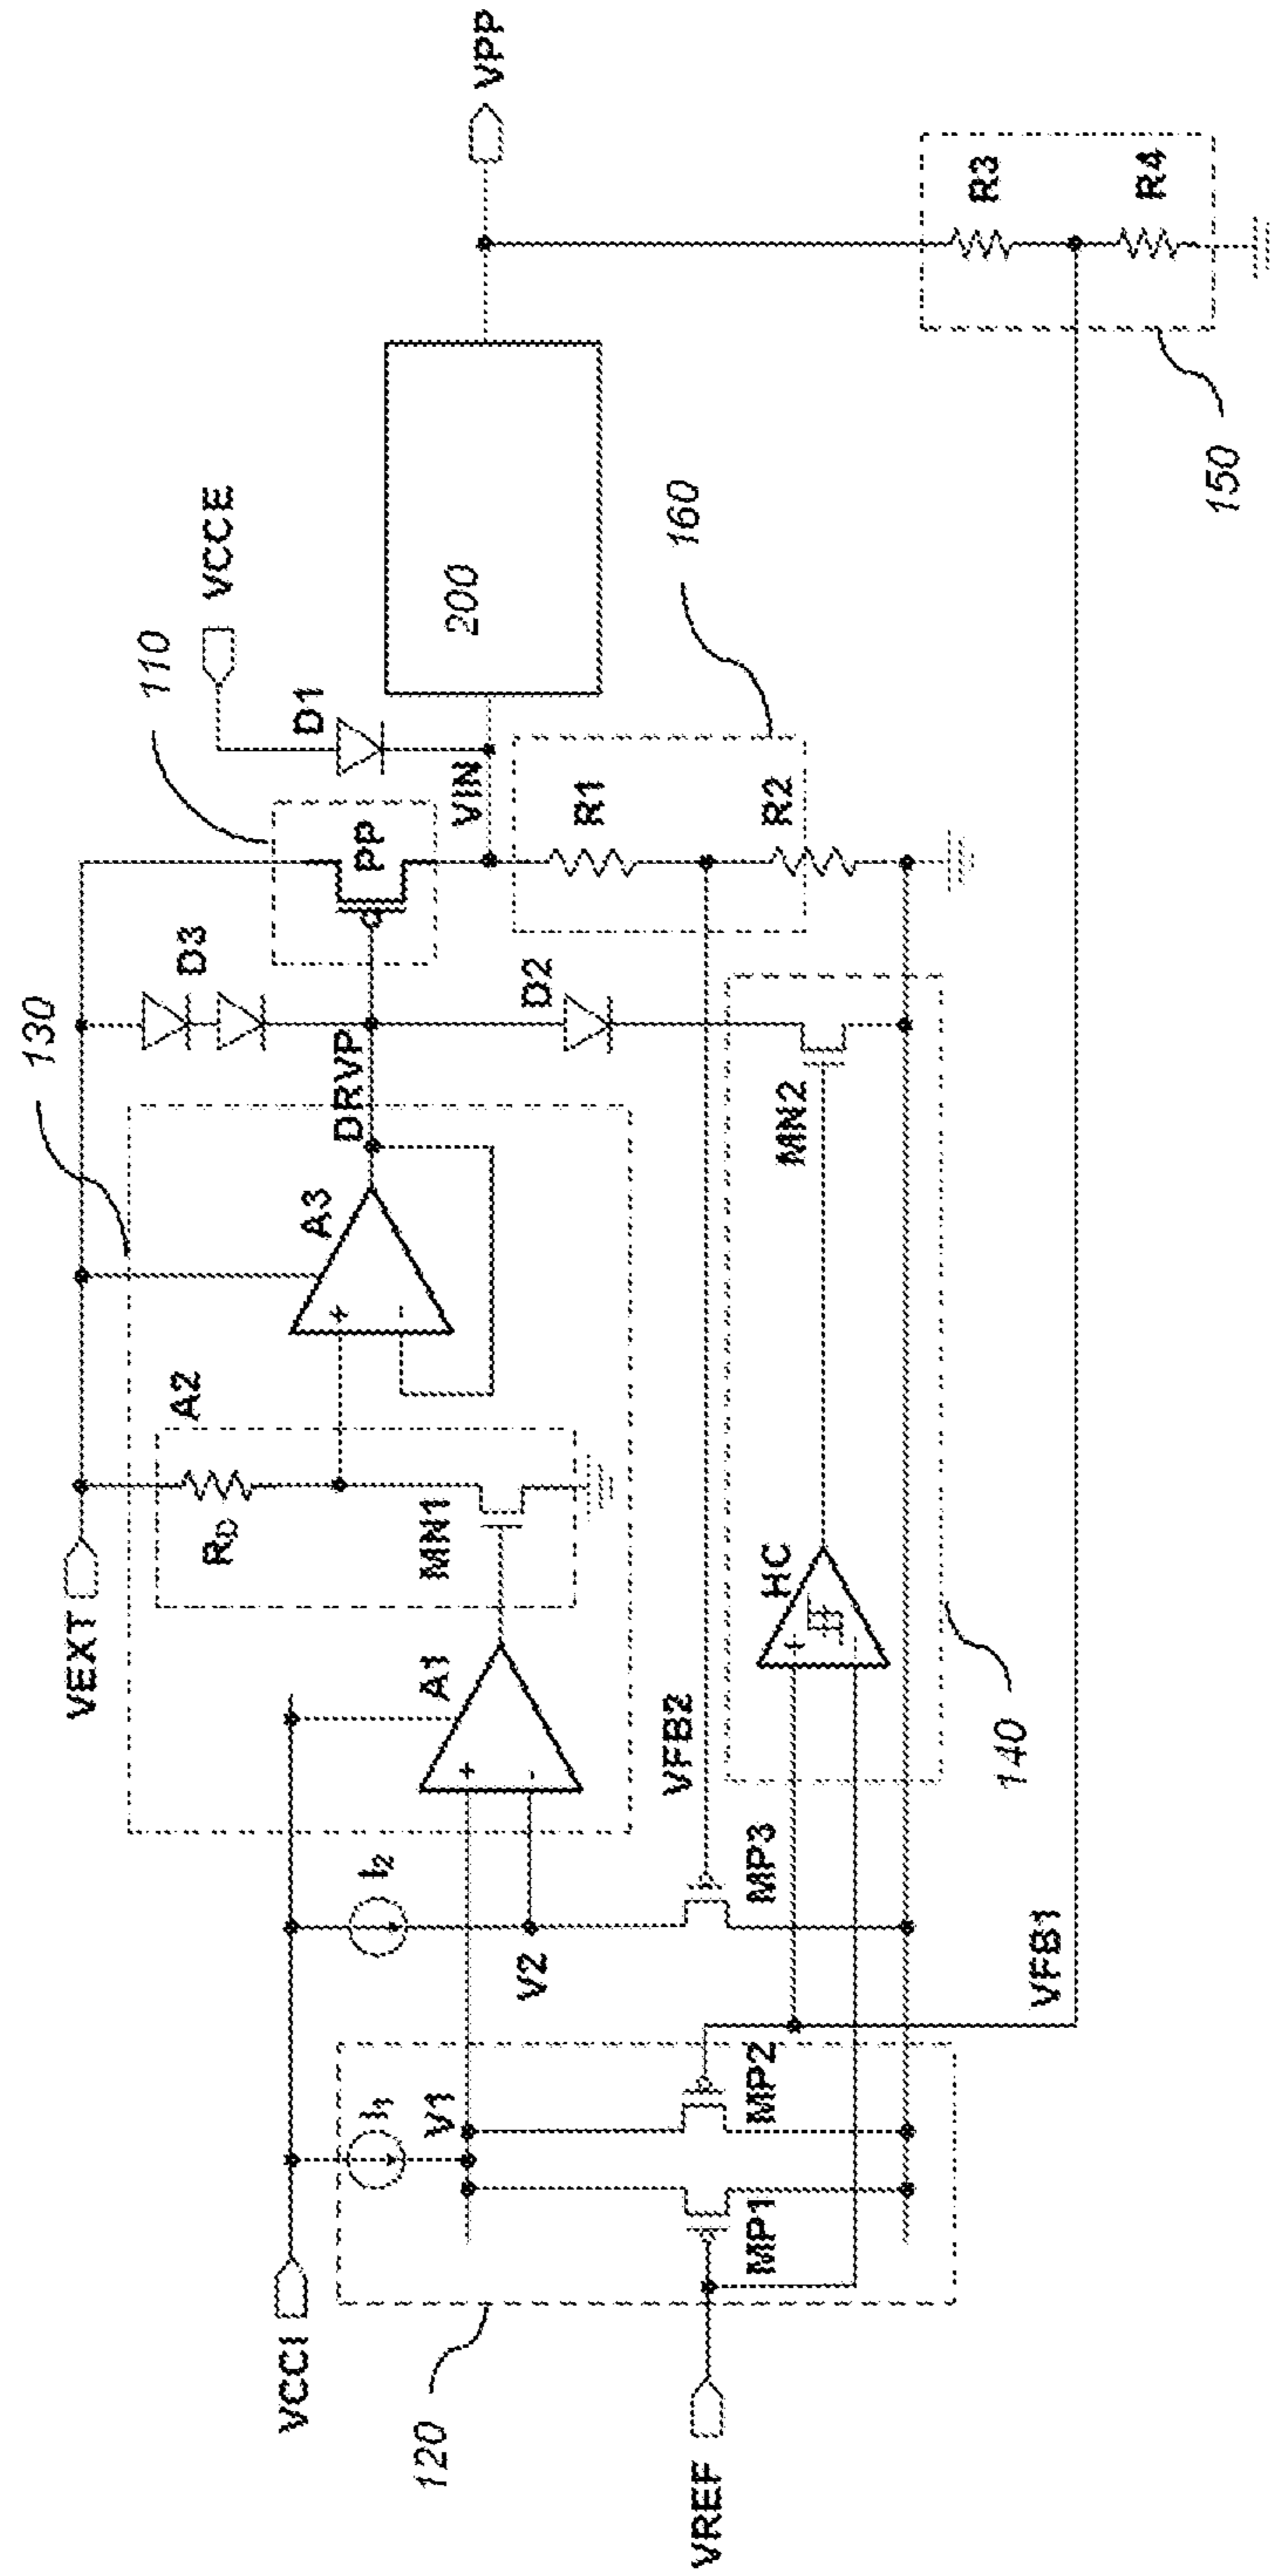 VPP
R3
R4
150
VCCE
200
160
110
D1
VIN
PP
R1
R2
D3
D2
130
DRVP
MN2
A3
+
-
A2
RD
MN1
HC
+
-
VEXT
A1
+
-
VFB2
140
I2
V2
MP3
VFB1
I1
V1
MP2
MP1
VCCI
120
VREF